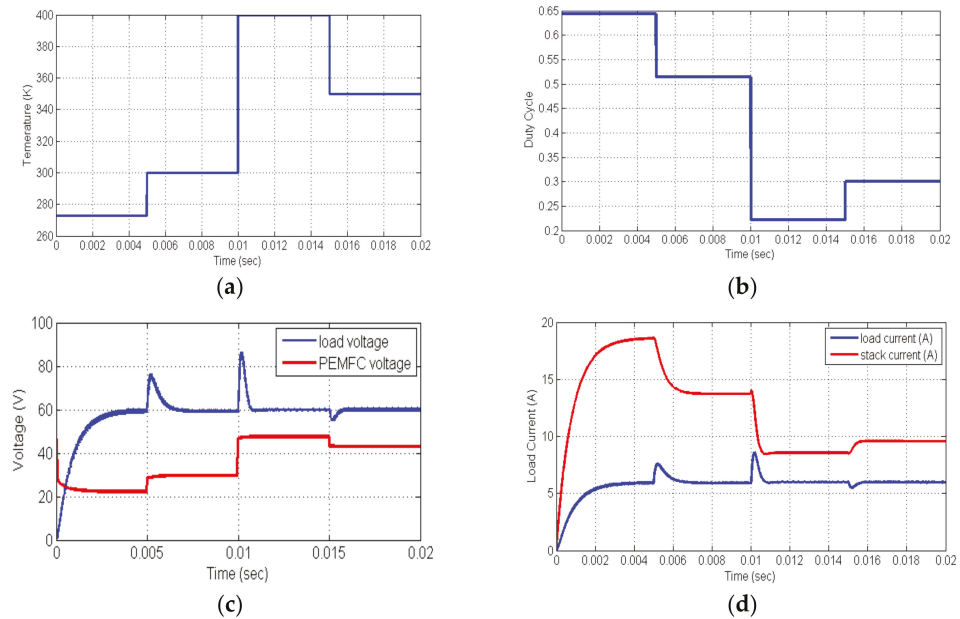 400
380
360
340
320
300
280
260
Temerature (K)
0 0.002 0.004 0.006 0.008 0.01 0.012 0.014 0.016 0.018 0.02
Time (sec)
(a)
0.65
0.6
0.55
0.5
0.45
0.4
0.35
0.3
0.25
0.2
Duty Cycle
0 0.002 0.004 0.006 0.008 0.01 0.012 0.014 0.016 0.018 0.02
Time (sec)
(b)
100
80
60
40
20
0
Voltage (V)
load voltage
PEMFC voltage
0 0.005 0.01 0.015 0.02
Time (sec)
(c)
20
15
10
5
0
Load Current (A)
load current (A)
stack current (A)
0 0.002 0.004 0.006 0.008 0.01 0.012 0.014 0.016 0.018 0.02
Time (sec)
(d)